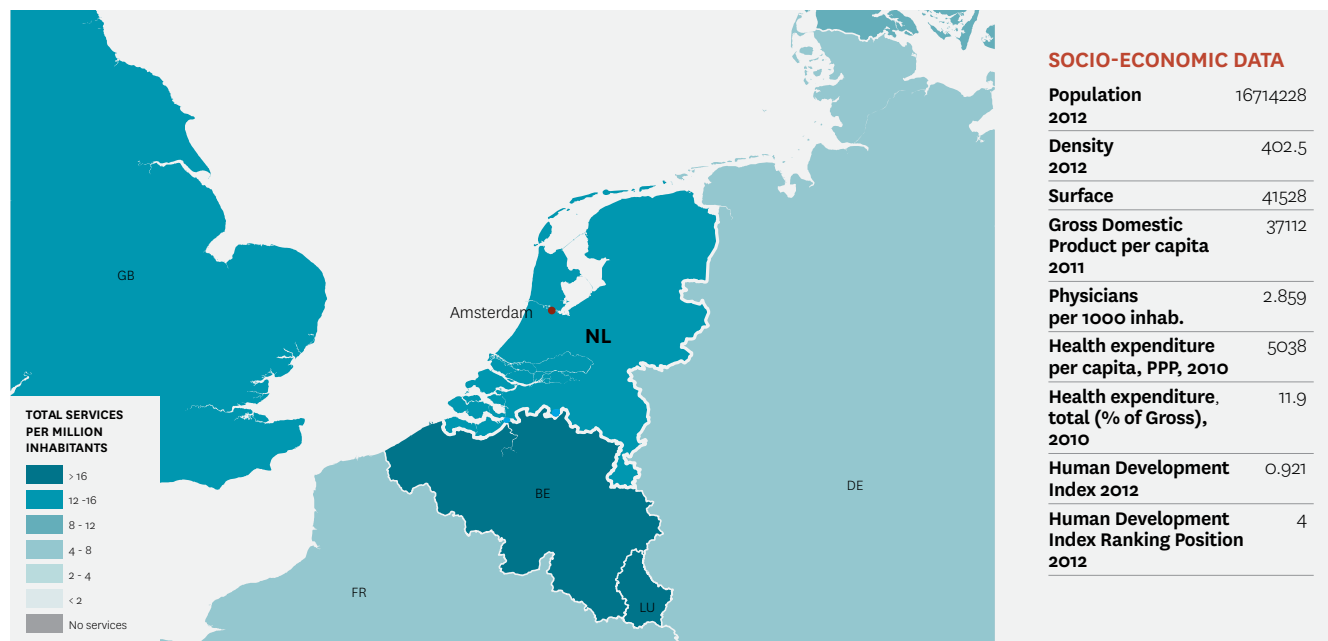 GB
Amsterdam
NL
BE
DE
FR
LU
TOTAL SERVICES
PER MILLION
INHABITANTS
> 16
12 -16
8 - 12
4 - 8
2 - 4
< 2
No services
SOCIO-ECONOMIC DATA
Population 16714228
2012
Density 402.5
2012
Surface 41528
Gross Domestic 37112
Product per capita
2011
Physicians 2.859
per 1000 inhab.
Health expenditure 5038
per capita, PPP, 2010
Health expenditure, 11.9
total (% of Gross),
2010
Human Development 0.921
Index 2012
Human Development 4
Index Ranking Position
2012